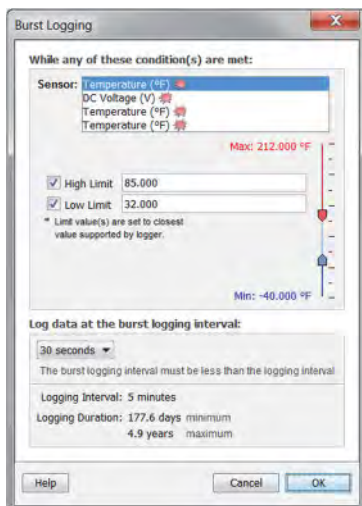 Burst Logging
While any of these condition(s) are met:
Sensor: Temperature (°F)
DC Voltage (V)
Temperature (°F)
Temperature (°F)
Max: 212.000 °F
High Limit 85.000
Low Limit 32.000
* Limit value(s) are set to closest
value supported by logger.
Min: -40.000 °F
Log data at the burst logging interval:
30 seconds
The burst logging interval must be less than the logging interval
Logging Interval: 5 minutes
Logging Duration: 177.6 days minimum
4.9 years maximum
Help Cancel OK